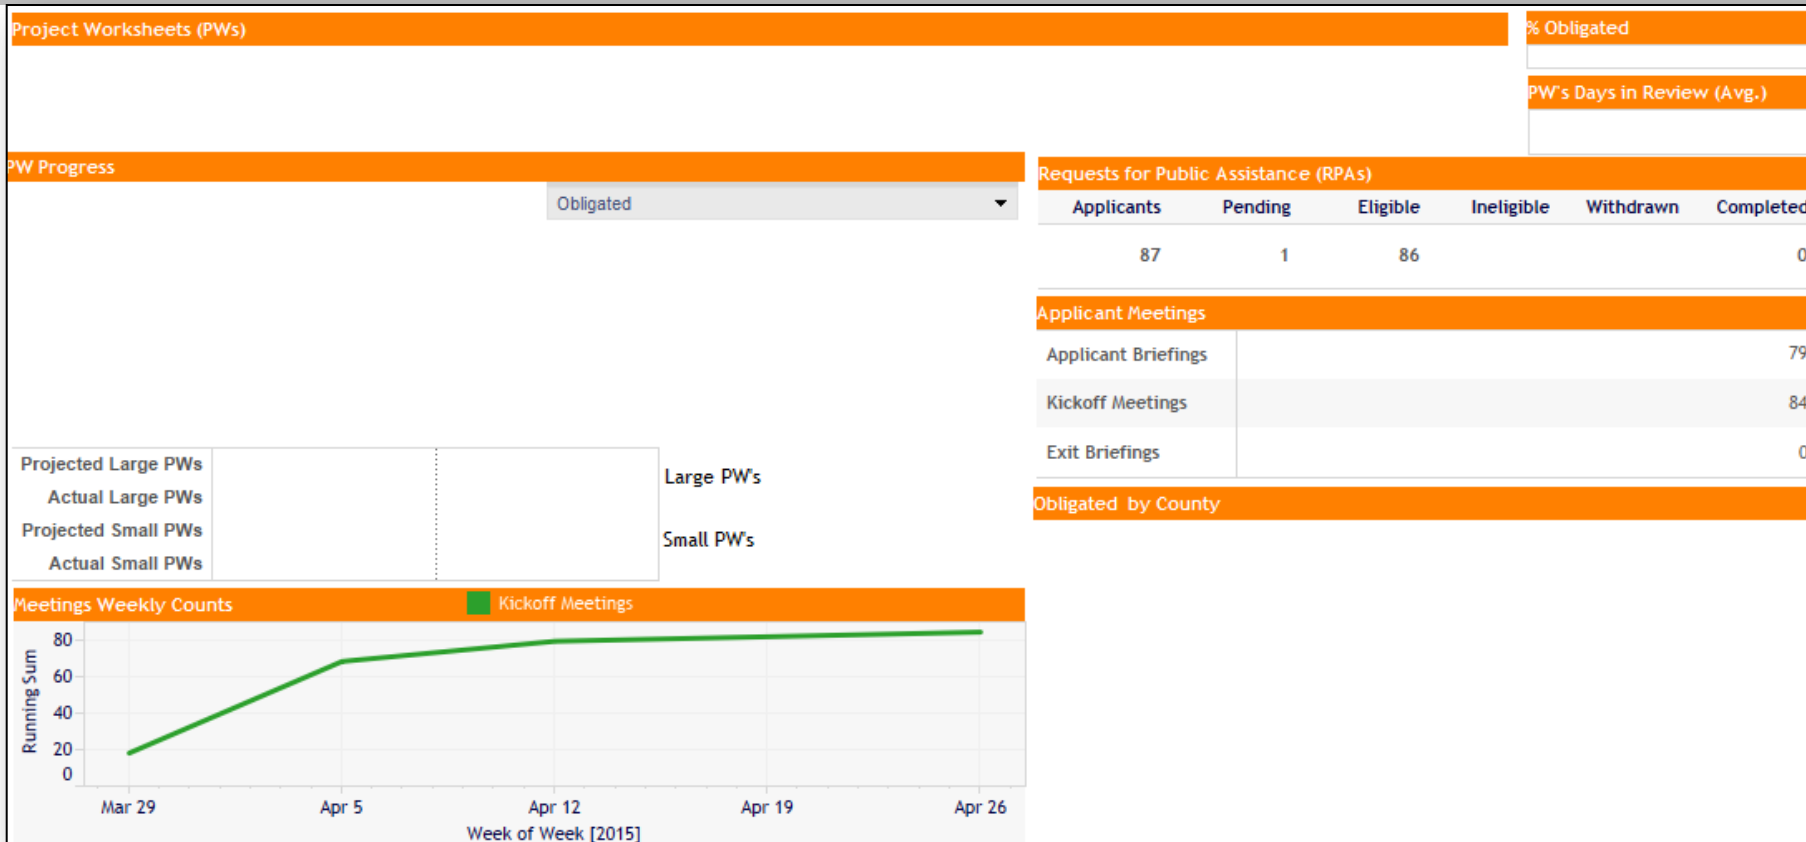 Project Worksheets (PWs)
% Obligated
PW's Days in Review (Avg.)
PW Progress
Obligated
Requests for Public Assistance (RPAs)
Applicants Pending Eligible Ineligible Withdrawn Completed
87 1 86 0
Applicant Meetings
Applicant Briefings 79
Kickoff Meetings 84
Exit Briefings 0
Projected Large PWs
Actual Large PWs
Projected Small PWs
Actual Small PWs
Large PW's
Small PW's
Obligated by County
Meetings Weekly Counts Kickoff Meetings
Running Sum
80
60
40
20
0
Mar 29 Apr 5 Apr 12 Apr 19 Apr 26
Week of Week [2015]